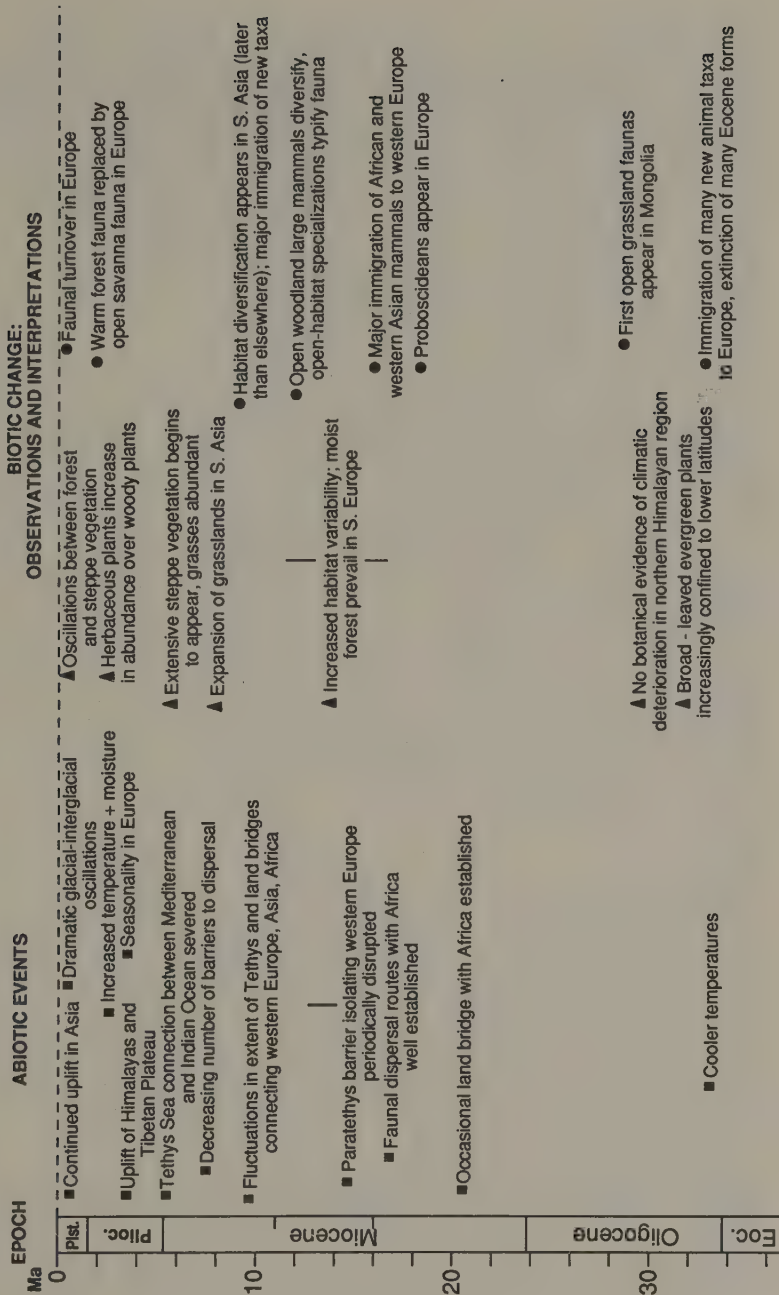 Ma
EPOCH
ABIOTIC EVENTS
BIOTIC CHANGE:
OBSERVATIONS AND INTERPRETATIONS
0
10
20
30
Plst.
Plioc.
Miocene
Oligocene
Eoc.
■ Continued uplift in Asia
■ Dramatic glacial-interglacial
oscillations
■ Increased temperature + moisture
■ Uplift of Himalayas and
Tibetan Plateau
■ Seasonality in Europe
■ Tethys Sea connection between Mediterranean
and Indian Ocean severed
■ Decreasing number of barriers to dispersal
■ Fluctuations in extent of Tethys and land bridges
connecting western Europe, Asia, Africa
■ Paratethys barrier isolating western Europe
periodically disrupted
■ Faunal dispersal routes with Africa
well established
■ Occasional land bridge with Africa established
■ Cooler temperatures
▲ Oscillations between forest
and steppe vegetation
▲ Herbaceous plants increase
in abundance over woody plants
▲ Extensive steppe vegetation begins
to appear, grasses abundant
▲ Expansion of grasslands in S. Asia
▲ Increased habitat variability; moist
forest prevail in S. Europe
▲ No botanical evidence of climatic
deterioration in northern Himalayan region
▲ Broad - leaved evergreen plants
increasingly confined to lower latitudes
● Faunal turnover in Europe
● Warm forest fauna replaced by
open savanna fauna in Europe
● Habitat diversification appears in S. Asia (later
than elsewhere); major immigration of new taxa
● Open woodland large mammals diversify,
open-habitat specializations typify fauna
● Major immigration of African and
western Asian mammals to western Europe
● Proboscideans appear in Europe
● First open grassland faunas
appear in Mongolia
● Immigration of many new animal taxa
to Europe, extinction of many Eocene forms